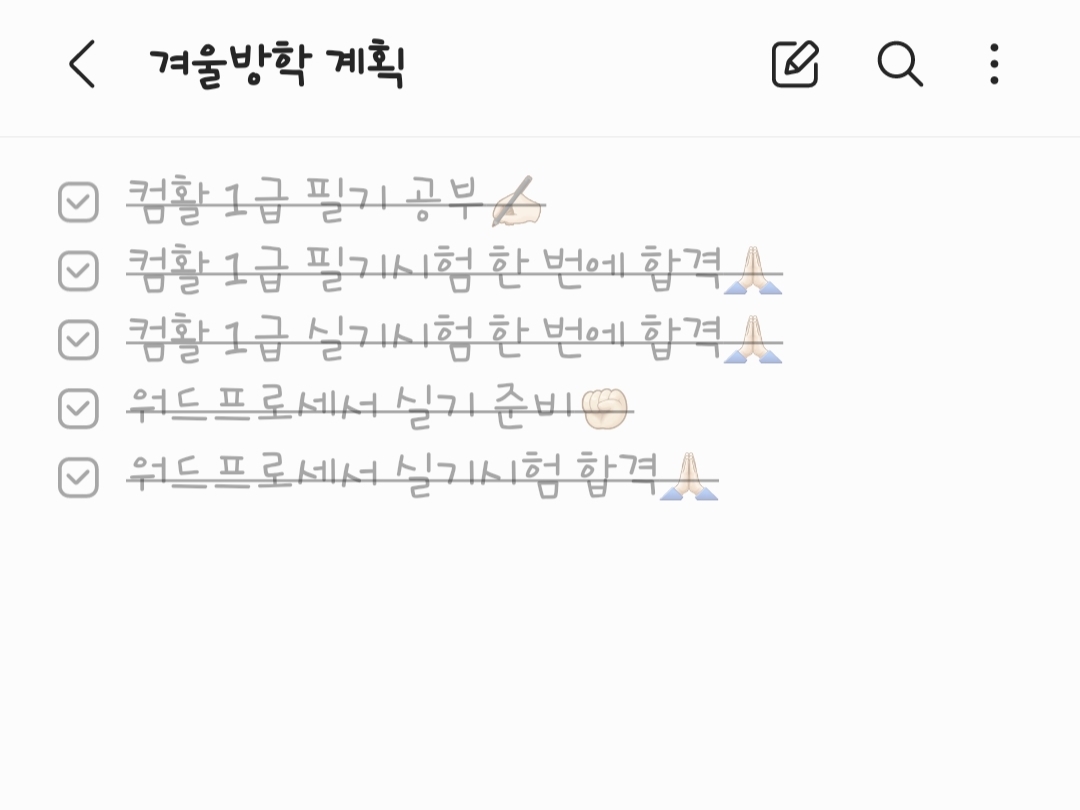 겨울방학 계획
컴활 1급 필기 공부✍🏻
컴활 1급 필기시험 한 번에 합격🙏🏻
컴활 1급 실기시험 한 번에 합격🙏🏻
워드프로세서 실기 준비✊🏻
워드프로세서 실기시험 합격🙏🏻